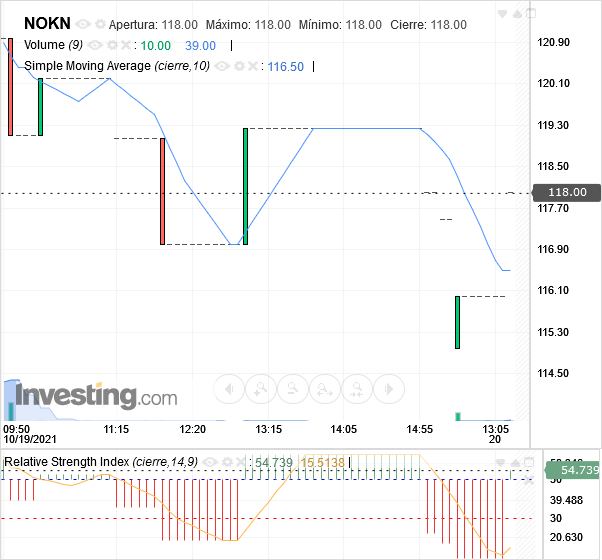 NOKN Apertura: 118.00 Máximo: 118.00 Mínimo: 118.00 Cierre: 118.00
Volume (9) : 10.00 39.00
Simple Moving Average (cierre,10) : 116.50
120.90
120.10
119.30
118.50
118.00
117.70
116.90
116.10
115.30
114.50
Investing.com
09:50 11:15 12:20 13:15 14:05 14:55 13:05
10/19/2021 20
Relative Strength Index (cierre,14,9) : 54.739 15.5138
54.739
39.488
30
20.630